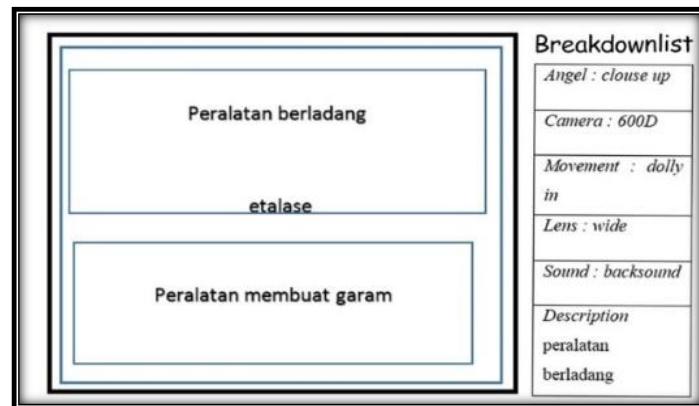 Peralatan berladang
etalase
Peralatan membuat garam
Breakdownlist
Angel : clouse up
Camera : 600D
Movement : dolly
in
Lens : wide
Sound : backsound
Description
peralatan
berladang